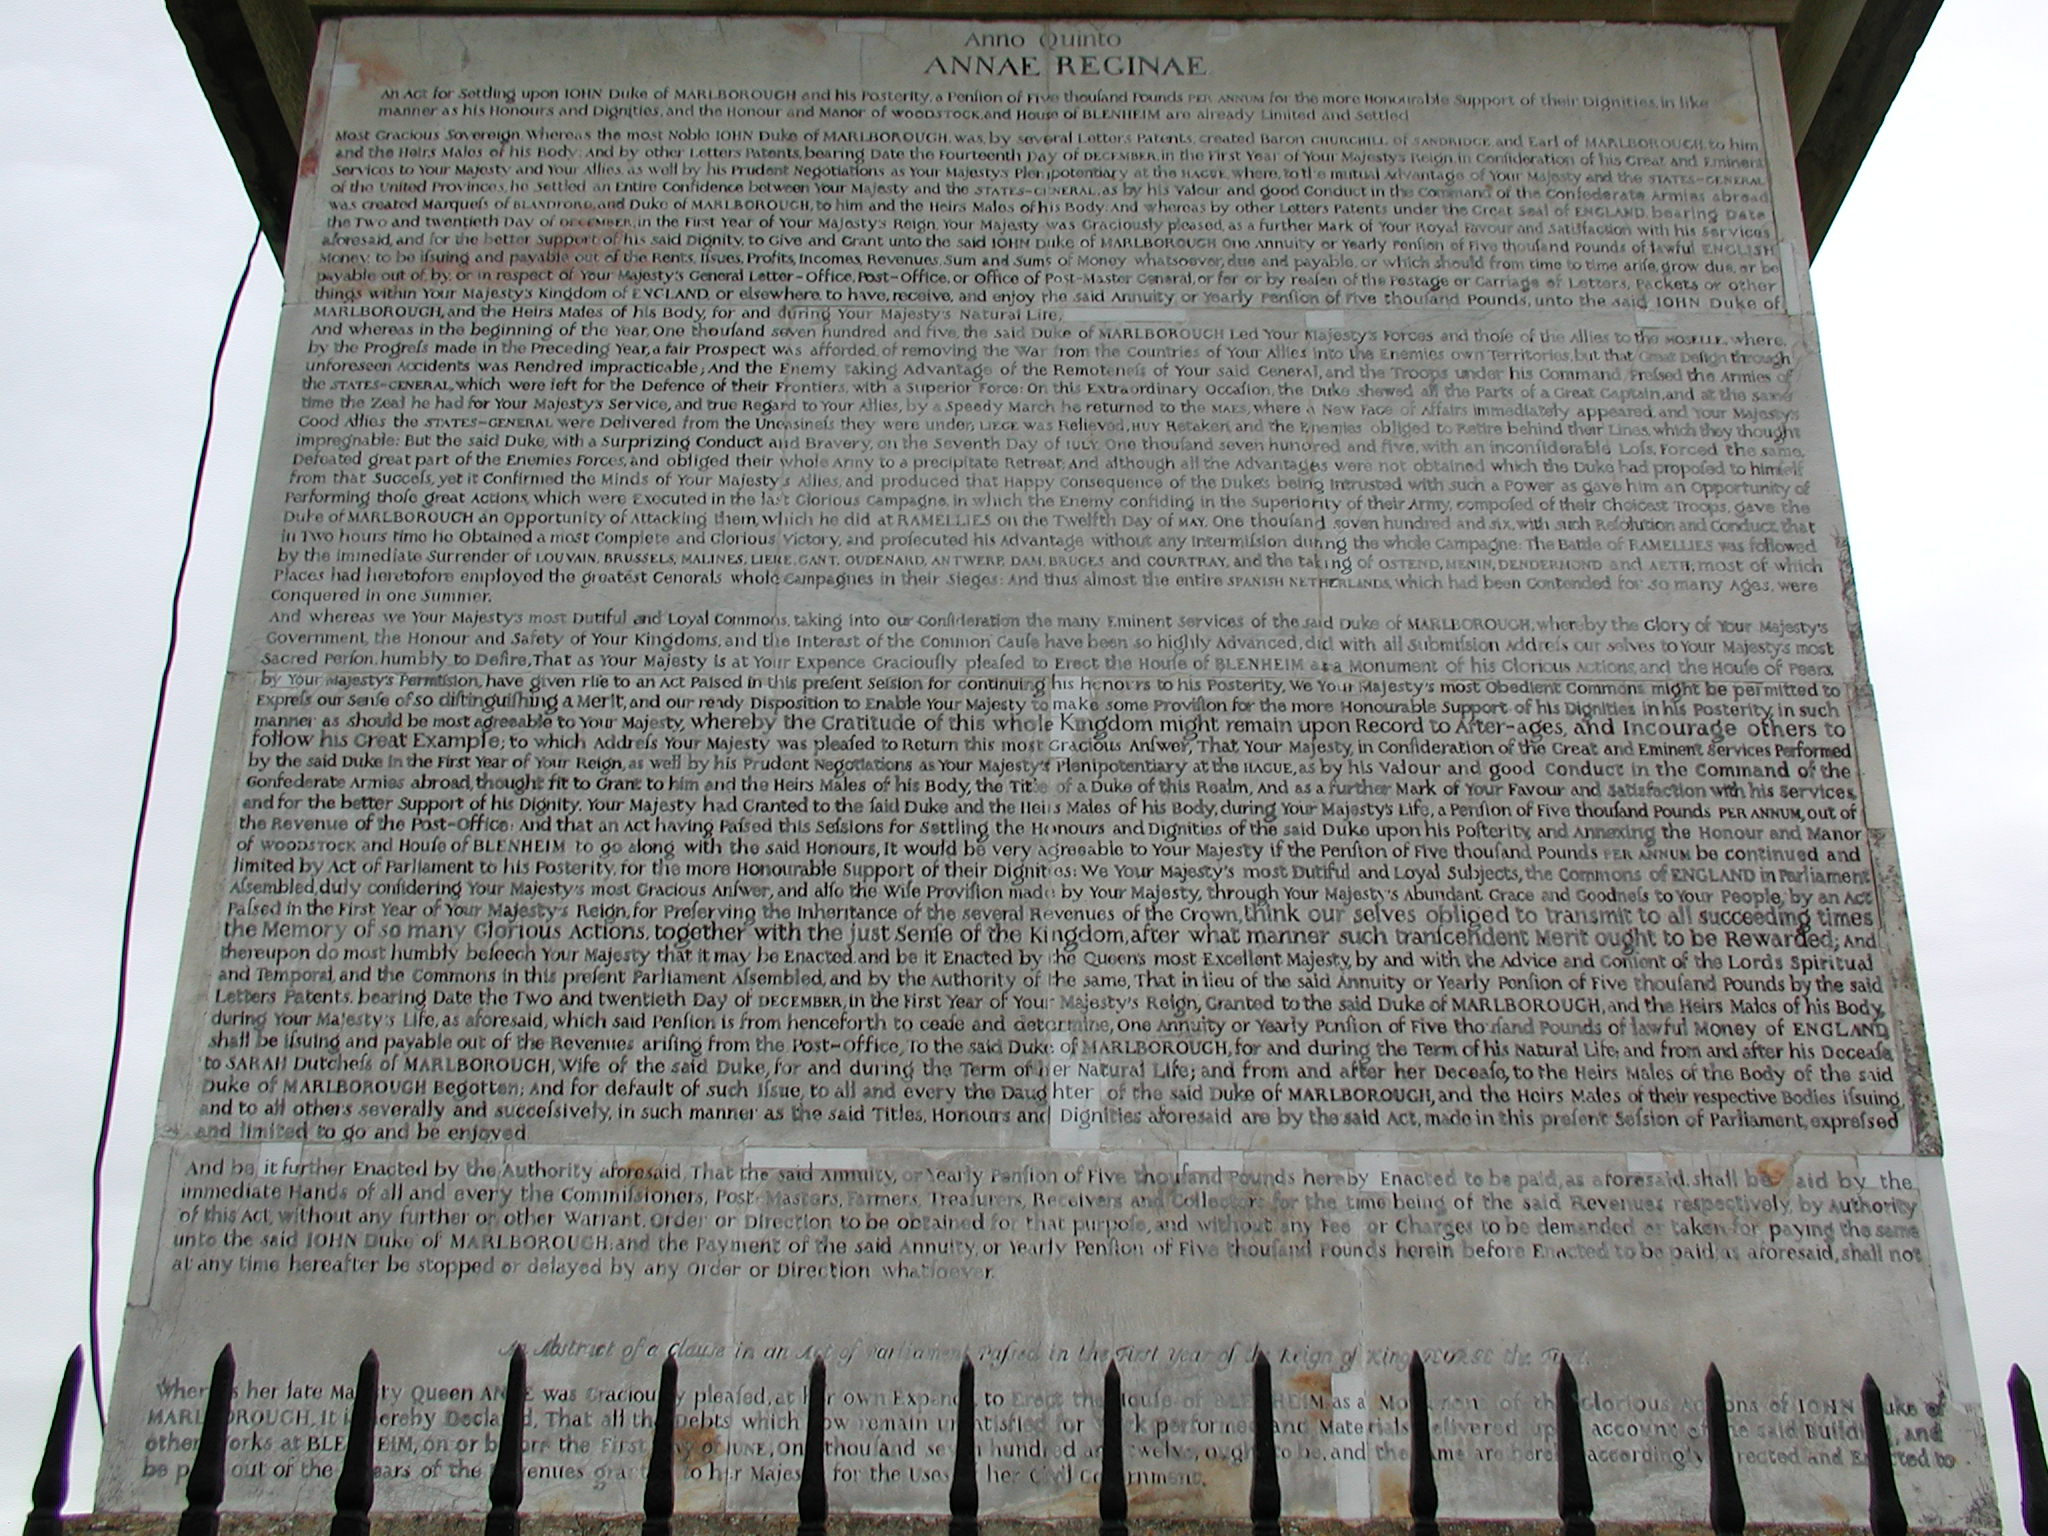 Anno Quinto
ANNAE REGINAE
An Act for Settling upon IOHN Duke of MARLBOROUGH and his Posterity, a Penſion of Five thouſand Pounds PER ANNUM for the more Honourable Support of their Dignities, in like
manner as his Honours and Dignities, and the Honour and Manor of WOODSTOCK, and House of BLENHEIM are already Limited and Settled
Most Gracious Sovereign, Whereas the most Noble IOHN Duke of MARLBOROUGH, was, by several Letters Patents, created Baron CHURCHILL OF SANDRIDGE, and Earl of MARLBOROUGH, to him
and the Heirs Males of his Body: And by other Letters Patents, bearing Date the Fourteenth Day of DECEMBER, in the First Year of Your Majesty's Reign, in Conſideration of his Great and Eminent
Services to Your Majesty and Your Allies, as well by his Prudent Negotiations as Your Majesty's Plenipotentiary at the HAGUE, where, to the mutual Advantage of Your Majesty and the STATES-GENERAL
of the United Provinces, he Settled an Entire Confidence between Your Majesty and the STATES-GENERAL, as by his Valour and good Conduct in the Command of the Confederate Armies abroad,
was created Marqueſs of BLANDFORD, and Duke of MARLBOROUGH, to him and the Heirs Males of his Body: And whereas by other Letters Patents under the Great Seal of ENGLAND, bearing Date
the Two and twentieth Day of DECEMBER, in the First Year of Your Majesty's Reign, Your Majesty was Graciously pleased, as a further Mark of Your Royal Favour and Satisfaction with his Services
aforesaid, and for the better Support of his said Dignity, to Give and Grant unto the said IOHN Duke of MARLBOROUGH One Annuity or Yearly Penſion of Five thouſand Pounds of lawful ENGLISH
Money, to be iſsuing and payable out of the Rents, Iſsues, Profits, Incomes, Revenues, Sum and Sums of Money whatsoever, due and payable, or which should from time to time arise, grow due, or be
payable out of, by, or in respect of Your Majesty's General Letter-Office, Post-Office, or Office of Post-Master General, or for or by reason of the Postage or Carriage of Letters, Packets or other
things within Your Majesty's Kingdom of ENGLAND, or elsewhere, to have, receive, and enjoy the said Annuity or Yearly Penſion of Five thouſand Pounds, unto the said IOHN Duke of
MARLBOROUGH, and the Heirs Males of his Body, for and during Your Majesty's Natural Life,
And whereas in the beginning of the Year, One thouſand seven hundred and five, the said Duke of MARLBOROUGH Led Your Majesty's Forces and thoſe of the Allies to the MOSELLE, where,
by the Progreſs made in the Preceding Year, a fair Prospect was afforded, of removing the War from the Countries of Your Allies into the Enemies own Territories, but that Great Deſign through
unforeseen Accidents was Rendred impracticable; And the Enemy taking Advantage of the Remoteneſs of Your said General, and the Troops under his Command, Preſsed the Armies of
the STATES-GENERAL, which were left for the Defence of their Frontiers, with a Superior Force: On this Extraordinary Occaſion, the Duke shewed all the Parts of a Great Captain, and at the same
time the Zeal he had for Your Majesty's Service, and true Regard to Your Allies, by a Speedy March he returned to the MAES, where a New Face of Affairs immediately appeared, and Your Majesty's
Good Allies the STATES-GENERAL were Delivered from the Uneasineſs they were under, LIEGE was Relieved, HUY Retaken, and the Enemies obliged to Retire behind their Lines, which they thought
impregnable: But the said Duke, with a Surprizing Conduct and Bravery, on the Seventh Day of IULY, One thouſand seven hundred and five, with an inconſiderable Loſs, Forced the same,
Defeated great part of the Enemies Forces, and obliged their whole Army to a precipitate Retreat, And although all the Advantages were not obtained which the Duke had propoſed to himſelf
from that Succeſs, yet it Confirmed the Minds of Your Majesty's Allies, and produced that Happy Consequence of the Duke's being Intrusted with such a Power as gave him an Opportunity of
Performing thoſe great Actions, which were Executed in the last Glorious Campagne, in which the Enemy confiding in the Superiority of their Army, composed of their Choicest Troops, gave the
Duke of MARLBOROUGH an Opportunity of Attacking them, which he did at RAMELLIES on the Twelfth Day of MAY, One thouſand seven hundred and six, with such Reſolution and Conduct, that
in Two hours time he Obtained a most Complete and Glorious Victory, and prosecuted his Advantage without any Intermiſsion during the whole Campagne: The Battle of RAMELLIES was followed
by the immediate Surrender of LOUVAIN, BRUSSELS, MALINES, LIERE, GANT, OUDENARD, ANTWERP, DAM, BRUGES and COURTRAY, and the taking of OSTEND, MENIN, DENDERMOND and AETH, most of which
Places had heretofore employed the greatest Generals whole Campagnes in their Sieges: And thus almost the entire SPANISH NETHERLANDS, which had been Contended for so many Ages, were
Conquered in one Summer.
And whereas we Your Majesty's most Dutiful and Loyal Commons, taking into our Conſideration the many Eminent Services of the said Duke of MARLBOROUGH, whereby the Glory of Your Majesty's
Government, the Honour and Safety of Your Kingdoms, and the Interest of the Common Cauſe have been so highly Advanced, did with all Submiſsion Addreſs our selves to Your Majesty's most
Sacred Perſon, humbly to Deſire, That as Your Majesty is at Your Expence Graciouſly pleaſed to Erect the Houſe of BLENHEIM as a Monument of his Glorious Actions, and the Houſe of Peers,
by Your Majesty's Permiſsion, have given riſe to an Act Paſsed in this preſent Seſsion for continuing his honours to his Posterity, We Your Majesty's most Obedient Commons might be permitted to
Expreſs our Senſe of so diſtinguiſhing a Merit, and our ready Disposition to Enable Your Majesty to make some Proviſion for the more Honourable Support of his Dignities in his Posterity, in such
manner as should be most agreeable to Your Majesty, whereby the Gratitude of this whole Kingdom might remain upon Record to After-ages, and Incourage others to
follow his Great Example; to which Addreſs Your Majesty was pleaſed to Return this most Gracious Anſwer, That Your Majesty, in Conſideration of the Great and Eminent Services Performed
by the said Duke in the First Year of Your Reign, as well by his Prudent Negotiations as Your Majesty's Plenipotentiary at the HAGUE, as by his Valour and good Conduct in the Command of the
Confederate Armies abroad, thought fit to Grant to him and the Heirs Males of his Body, the Title of a Duke of this Realm, And as a further Mark of Your Favour and Satisfaction with his Services,
and for the better Support of his Dignity, Your Majesty had Granted to the said Duke and the Heirs Males of his Body, during Your Majesty's Life, a Penſion of Five thouſand Pounds PER ANNUM, out of
the Revenue of the Post-Office: And that an Act having Paſsed this Seſsions for Settling the Honours and Dignities of the said Duke upon his Poſterity, and Annexing the Honour and Manor
of WOODSTOCK and Houſe of BLENHEIM to go along with the said Honours, It would be very agreeable to Your Majesty if the Penſion of Five thouſand Pounds PER ANNUM be continued and
limited by Act of Parliament to his Posterity, for the more Honourable Support of their Dignities: We Your Majesty's most Dutiful and Loyal Subjects, the Commons of ENGLAND in Parliament
Aſsembled, duly conſidering Your Majesty's most Gracious Anſwer, and alſo the Wiſe Proviſion made by Your Majesty, through Your Majesty's Abundant Grace and Goodneſs to Your People, by an Act
Paſsed in the First Year of Your Majesty's Reign, for Preſerving the Inheritance of the several Revenues of the Crown, think our selves obliged to transmit to all succeeding times
the Memory of so many Glorious Actions, together with the just Senſe of the Kingdom, after what manner such tranſcendent Merit ought to be Rewarded; And
thereupon do most humbly beſeech Your Majesty that it may be Enacted, and be it Enacted by the Queen's most Excellent Majesty, by and with the Advice and Conſent of the Lords Spiritual
and Temporal, and the Commons in this preſent Parliament Aſsembled, and by the Authority of the same, That in lieu of the said Annuity or Yearly Penſion of Five thouſand Pounds by the said
Letters Patents, bearing Date the Two and twentieth Day of DECEMBER, in the First Year of Your Majesty's Reign, Granted to the said Duke of MARLBOROUGH, and the Heirs Males of his Body,
during Your Majesty's Life, as aforesaid, which said Penſion is from henceforth to ceaſe and determine, One Annuity or Yearly Penſion of Five thouſand Pounds of lawful Money of ENGLAND,
shall be iſsuing and payable out of the Revenues ariſing from the Post-Office, To the said Duke of MARLBOROUGH, for and during the Term of his Natural Life; and from and after his Deceaſe,
to SARAH Dutcheſs of MARLBOROUGH, Wife of the said Duke, for and during the Term of her Natural Life; and from and after her Deceaſe, to the Heirs Males of the Body of the said
Duke of MARLBOROUGH Begotten; And for default of such Iſsue, to all and every the Daughter of the said Duke of MARLBOROUGH, and the Heirs Males of their respective Bodies iſsuing,
and to all others severally and succeſsively, in such manner as the said Titles, Honours and Dignities aforesaid are by the said Act, made in this preſent Seſsion of Parliament, expreſsed
and limited to go and be enjoyed
And be it further Enacted by the Authority aforesaid, That the said Annuity, or Yearly Penſion of Five thouſand Pounds hereby Enacted to be paid, as aforesaid, shall be aid by the
immediate Hands of all and every the Commiſsioners, Post-Masters, Farmers, Treaſurers, Receivers and Collectors for the time being of the said Revenues respectively, by Authority
of this Act, without any further or other Warrant, Order or Direction to be obtained for that purpoſe, and without any Fee or Charges to be demanded or taken for paying the same
unto the said IOHN Duke of MARLBOROUGH; and the Payment of the said Annuity, or Yearly Penſion of Five thouſand Pounds herein before Enacted to be paid, as aforesaid, shall not
at any time hereafter be stopped or delayed by any Order or Direction whatſoever.
An Abstract of a Clause in an Act of Parliament Paſsed in the First Year of the Reign of King GEORGE the First.
Whereas her late Majesty Queen ANNE was Graciously pleaſed, at her own Expence, to Erect the Houſe of BLENHEIM as a Monument of the Glorious Actions of IOHN Duke of
MARLBOROUGH, It is hereby Declared, That all the Debts which now remain unſatisfied for Work performed and Materials delivered upon account of the said Building, and
other Works at BLENHEIM, on or before the First Day of IUNE, One thouſand seven hundred and twelve, ought to be, and the same are hereby accordingly Directed and Enacted to
be paid out of the Arrears of the Revenues granted to her Majesty for the Uses of her Civil Government.